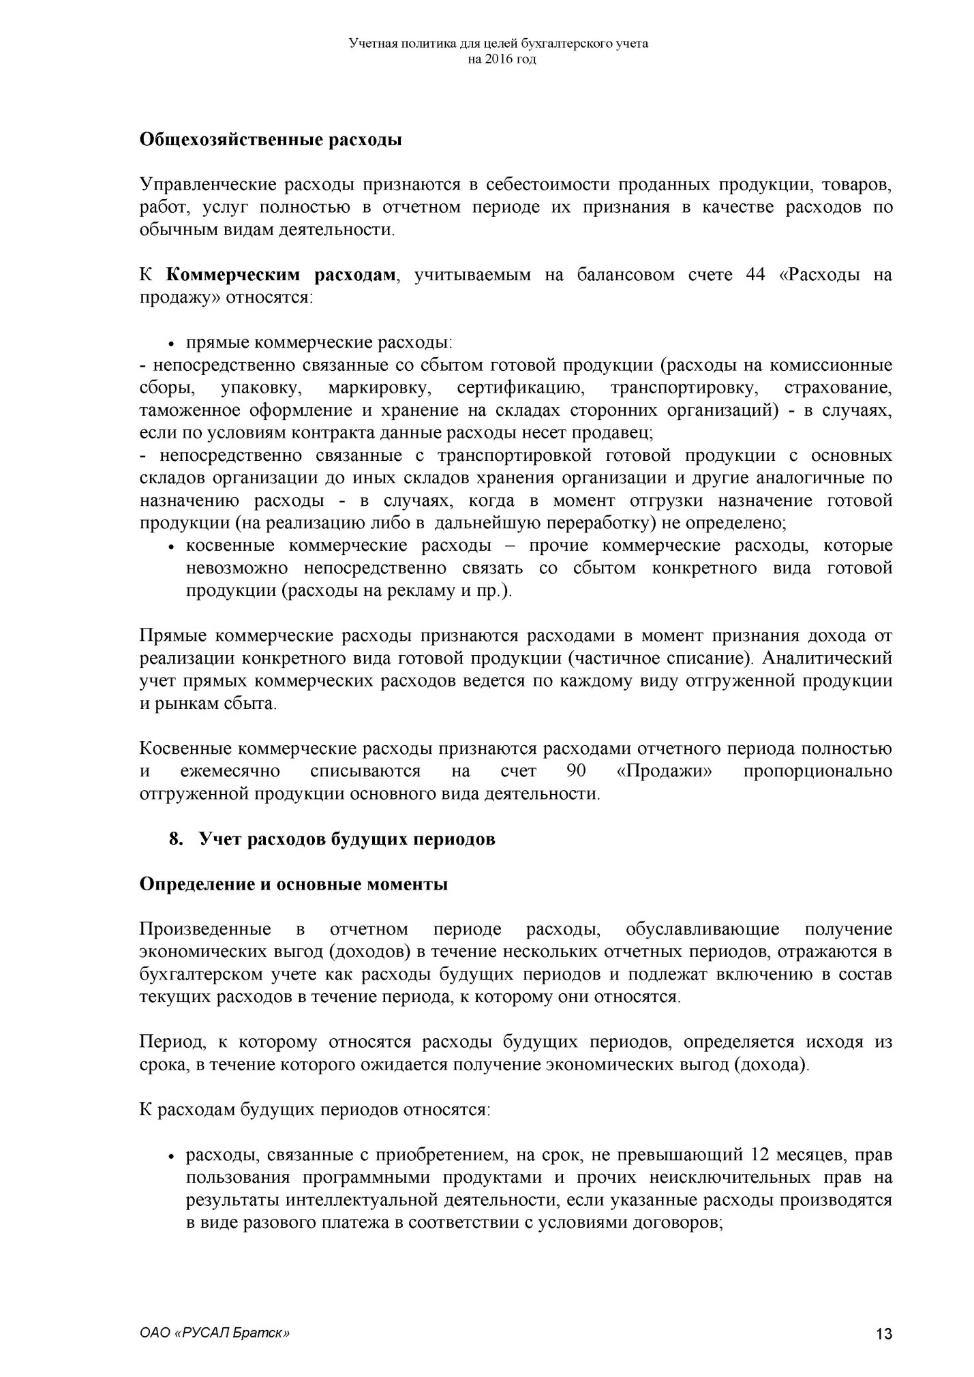 Учетная политика для целей бухгалтерского учета
на 2016 год
Общехозяйственные расходы
Управленческие расходы признаются в себестоимости проданных продукции, товаров,
работ, услуг полностью в отчетном периоде их признания в качестве расходов по
обычным видам деятельности.
К Коммерческим расходам, учитываемым на балансовом счете 44 «Расходы на
продажу» относятся:
• прямые коммерческие расходы:
- непосредственно связанные со сбытом готовой продукции (расходы на комиссионные
сборы, упаковку, маркировку, сертификацию, транспортировку, страхование,
таможенное оформление и хранение на складах сторонних организаций) - в случаях,
если по условиям контракта данные расходы несет продавец;
- непосредственно связанные с транспортировкой готовой продукции с основных
складов организации до иных складов хранения организации и другие аналогичные по
назначению расходы - в случаях, когда в момент отгрузки назначение готовой
продукции (на реализацию либо в дальнейшую переработку) не определено;
• косвенные коммерческие расходы – прочие коммерческие расходы, которые
невозможно непосредственно связать со сбытом конкретного вида готовой
продукции (расходы на рекламу и пр.).
Прямые коммерческие расходы признаются расходами в момент признания дохода от
реализации конкретного вида готовой продукции (частичное списание). Аналитический
учет прямых коммерческих расходов ведется по каждому виду отгруженной продукции
и рынкам сбыта.
Косвенные коммерческие расходы признаются расходами отчетного периода полностью
и ежемесячно списываются на счет 90 «Продажи» пропорционально
отгруженной продукции основного вида деятельности.
8. Учет расходов будущих периодов
Определение и основные моменты
Произведенные в отчетном периоде расходы, обуславливающие получение
экономических выгод (доходов) в течение нескольких отчетных периодов, отражаются в
бухгалтерском учете как расходы будущих периодов и подлежат включению в состав
текущих расходов в течение периода, к которому они относятся.
Период, к которому относятся расходы будущих периодов, определяется исходя из
срока, в течение которого ожидается получение экономических выгод (дохода).
К расходам будущих периодов относятся:
• расходы, связанные с приобретением, на срок, не превышающий 12 месяцев, прав
пользования программными продуктами и прочих неисключительных прав на
результаты интеллектуальной деятельности, если указанные расходы производятся
в виде разового платежа в соответствии с условиями договоров;
ОАО «РУСАЛ Братск»
13